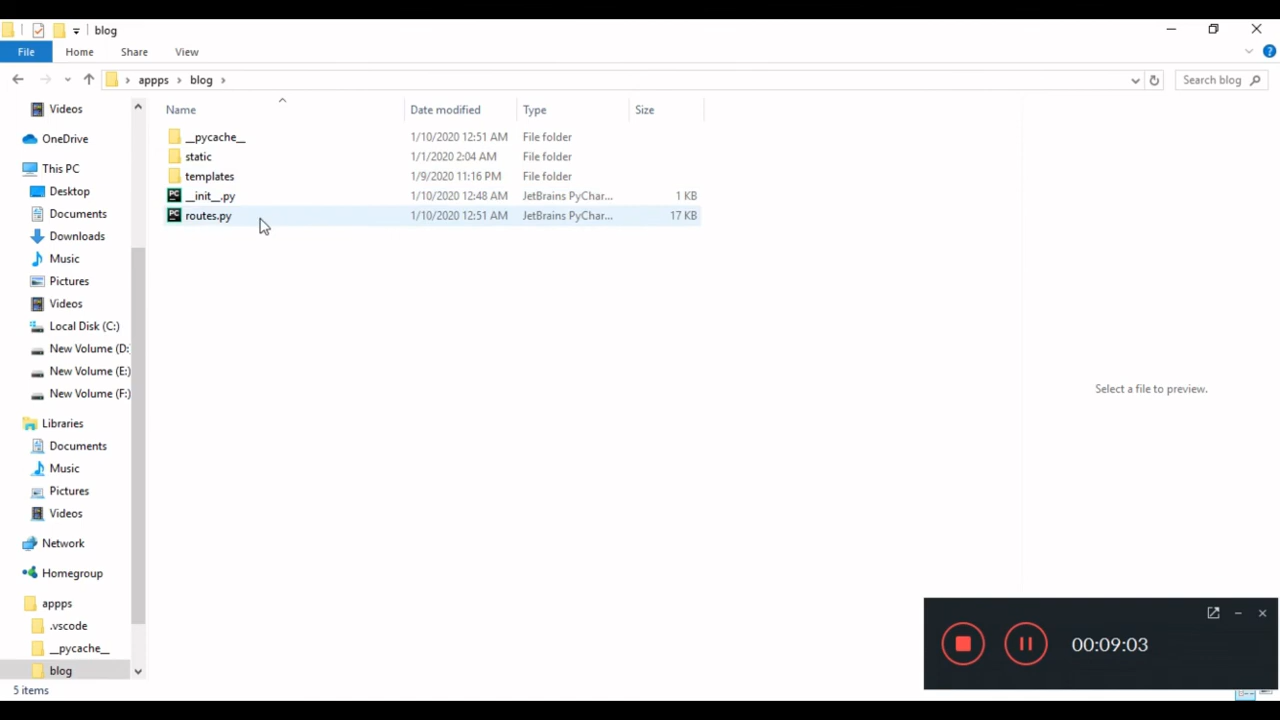 blog
File Home Share View
appps blog Search blog
Name Date modified Type Size
__pycache__ 1/10/2020 12:51 AM File folder
static 1/1/2020 2:04 AM File folder
templates 1/9/2020 11:16 PM File folder
PC __init__.py 1/10/2020 12:48 AM JetBrains PyChar... 1 KB
PC routes.py 1/10/2020 12:51 AM JetBrains PyChar... 17 KB
Videos
OneDrive
This PC
Desktop
Documents
Downloads
Music
Pictures
Videos
Local Disk (C:)
New Volume (D:
New Volume (E:)
New Volume (F:)
Libraries
Documents
Music
Pictures
Videos
Network
Homegroup
appps
.vscode
__pycache__
blog
Select a file to preview.
00:09:03
5 items